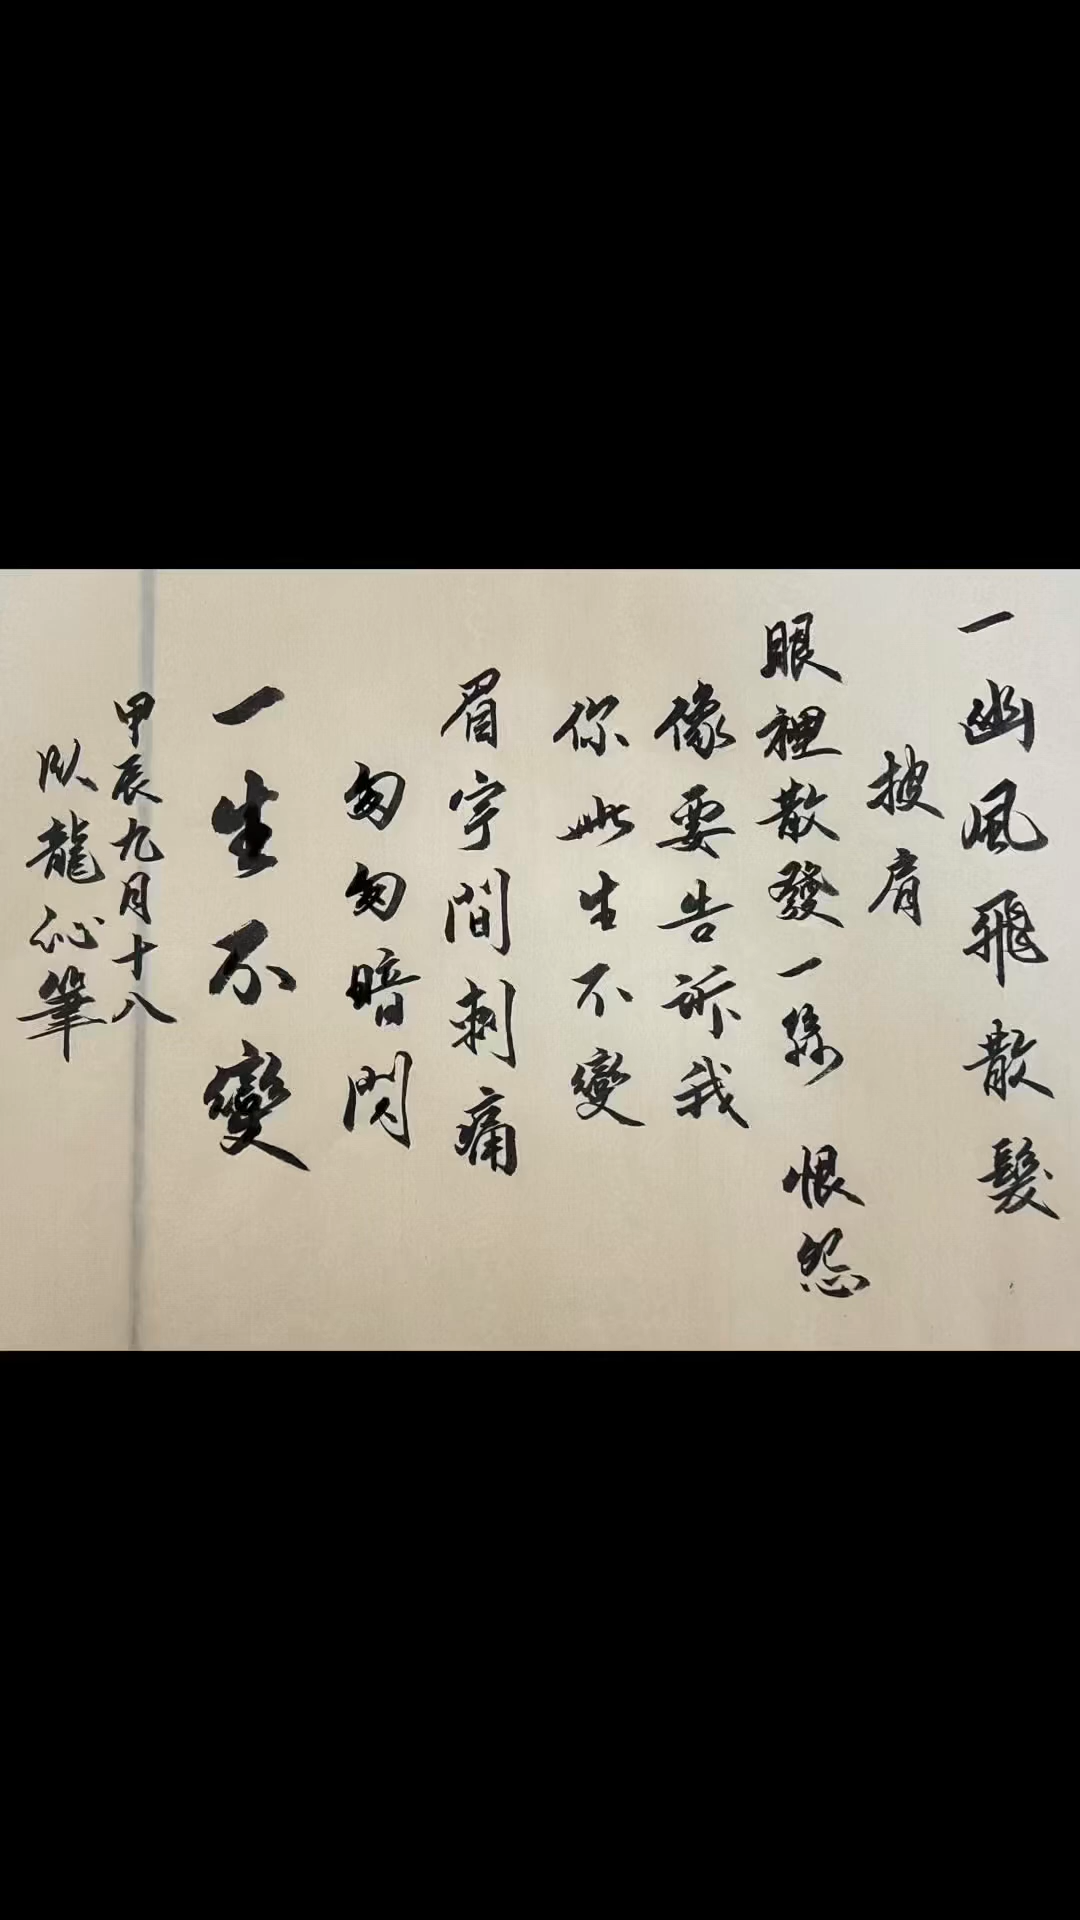 一幽風飛散髮
披肩
眼裡散發一絲恨怨
像要告訴我
你此生不變
眉宇間刺痛
匆匆暗閃
一生不變
甲辰九月十八
臥龍沁筆